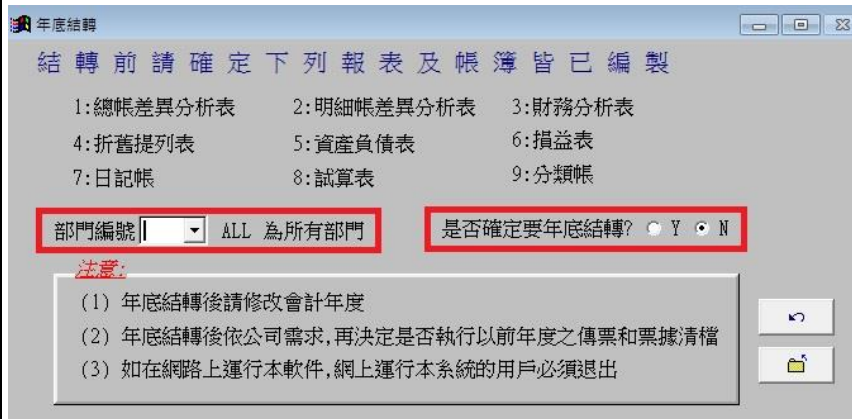 年底結轉
結轉前請確定下列報表及帳簿皆已編製
1:總帳差異分析表 2:明細帳差異分析表 3:財務分析表
4:折舊提列表 5:資產負債表 6:損益表
7:日記帳 8:試算表 9:分類帳
部門編號 ALL 為所有部門 是否確定要年底結轉? Y N
注意:
(1) 年底結轉後請修改會計年度
(2) 年底結轉後依公司需求,再決定是否執行以前年度之傳票和票據清檔
(3) 如在網路上運行本軟件,網上運行本系統的用戶必須退出